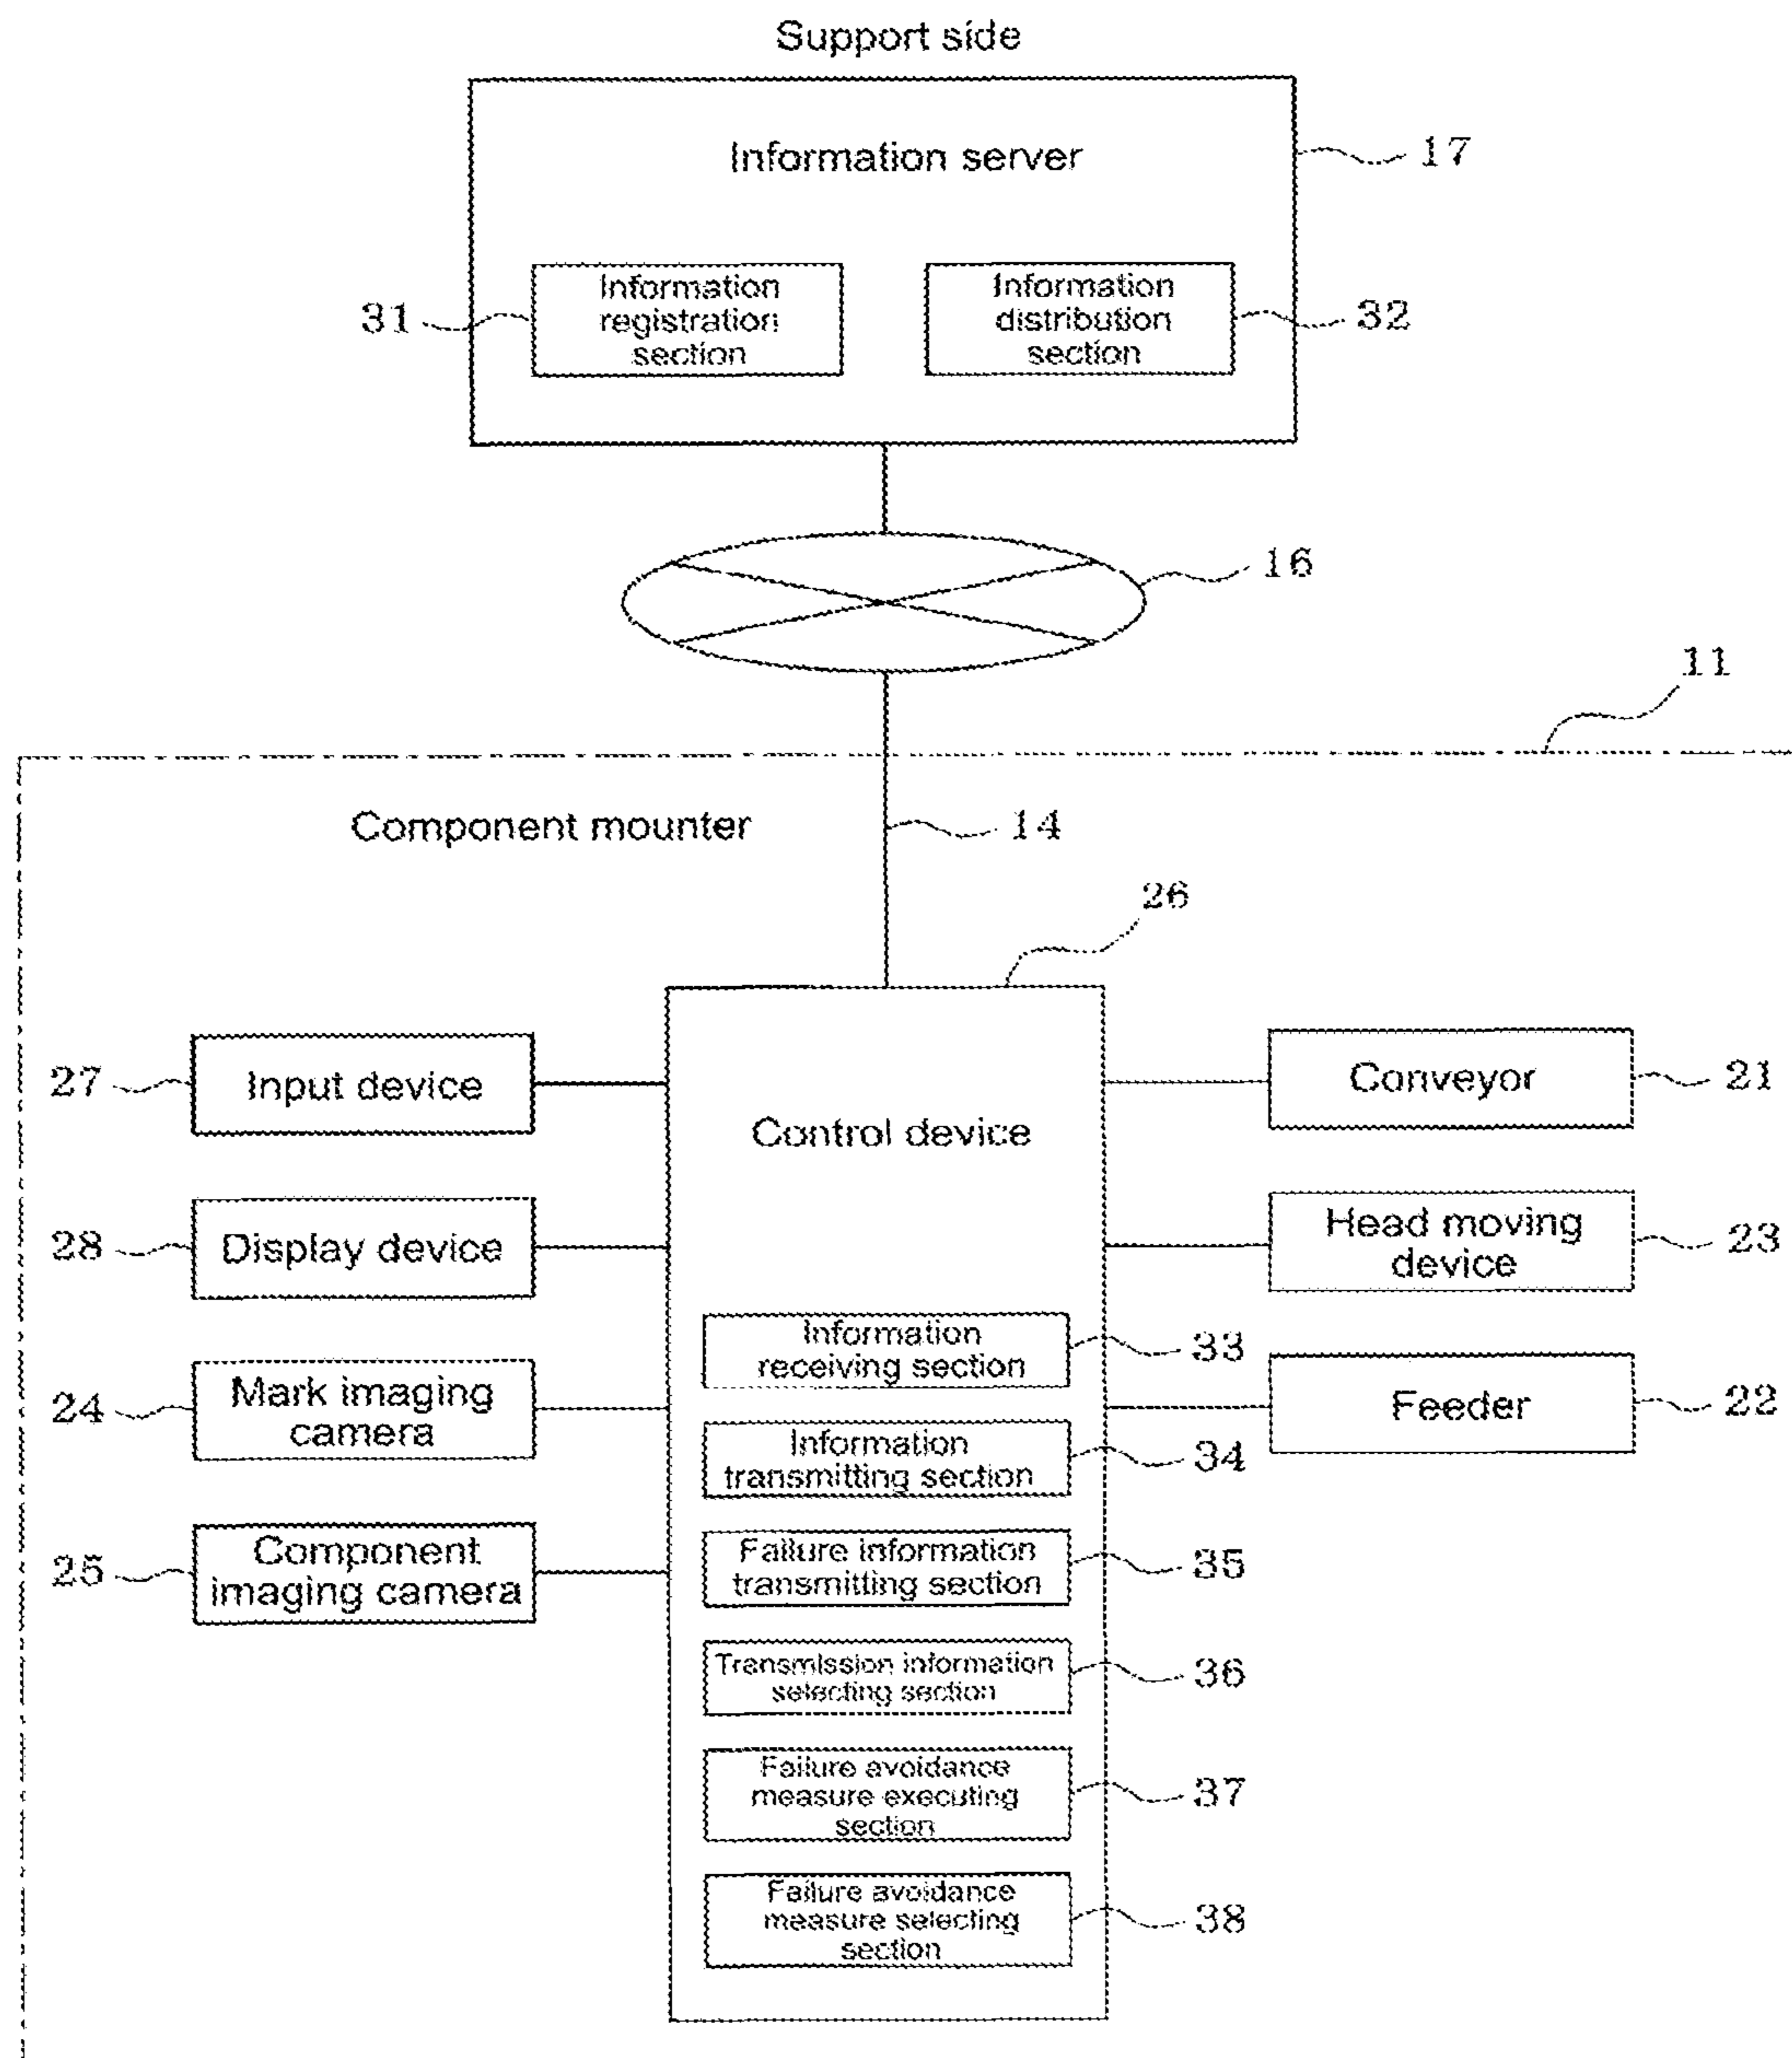 Support side
Information server
17
31
Information
registration
section
Information
distribution
section
32
16
11
Component mounter
14
26
27
Input device
Control device
Conveyor
21
28
Display device
Head moving
device
23
Information
receiving section
33
24
Mark imaging
camera
Feeder
22
Information
transmitting section
34
25
Component
imaging camera
Failure information
transmitting section
35
Transmission information
selecting section
36
Failure avoidance
measure executing
section
37
Failure avoidance
measure selecting
section
38